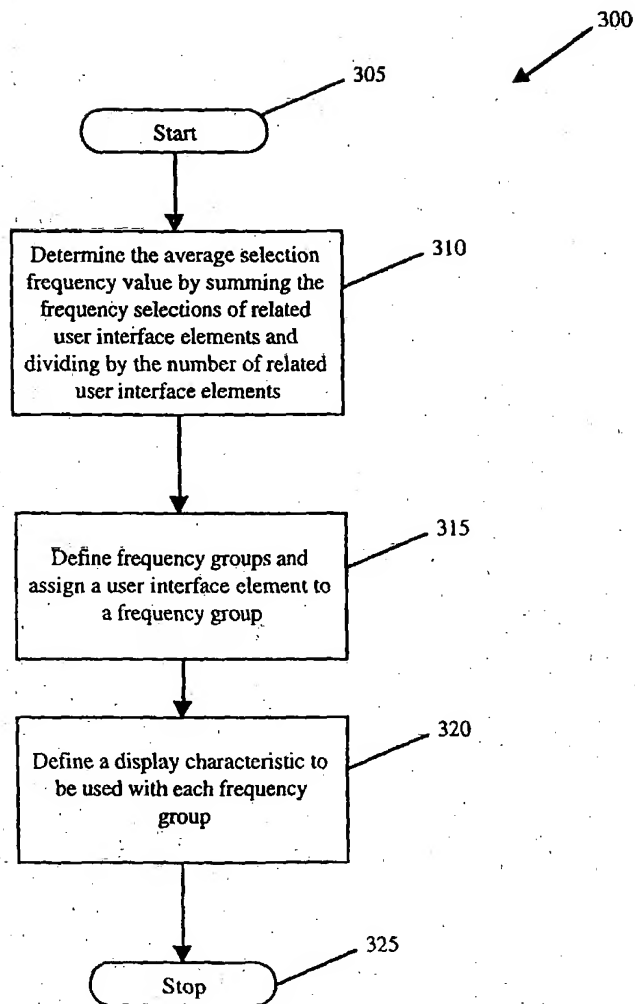 300
305
Start
Determine the average selection
frequency value by summing the
frequency selections of related
user interface elements and
dividing by the number of related
user interface elements
310
315
Define frequency groups and
assign a user interface element to
a frequency group
320
Define a display characteristic to
be used with each frequency
group
325
Stop